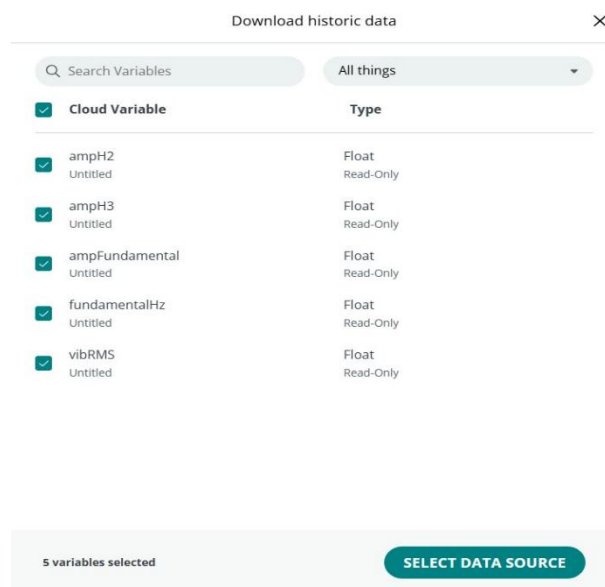 Download historic data
Search Variables
All things
Cloud Variable Type
ampH2 Float
Untitled Read-Only
ampH3 Float
Untitled Read-Only
ampFundamental Float
Untitled Read-Only
fundamentalHz Float
Untitled Read-Only
vibRMS Float
Untitled Read-Only
5 variables selected
SELECT DATA SOURCE